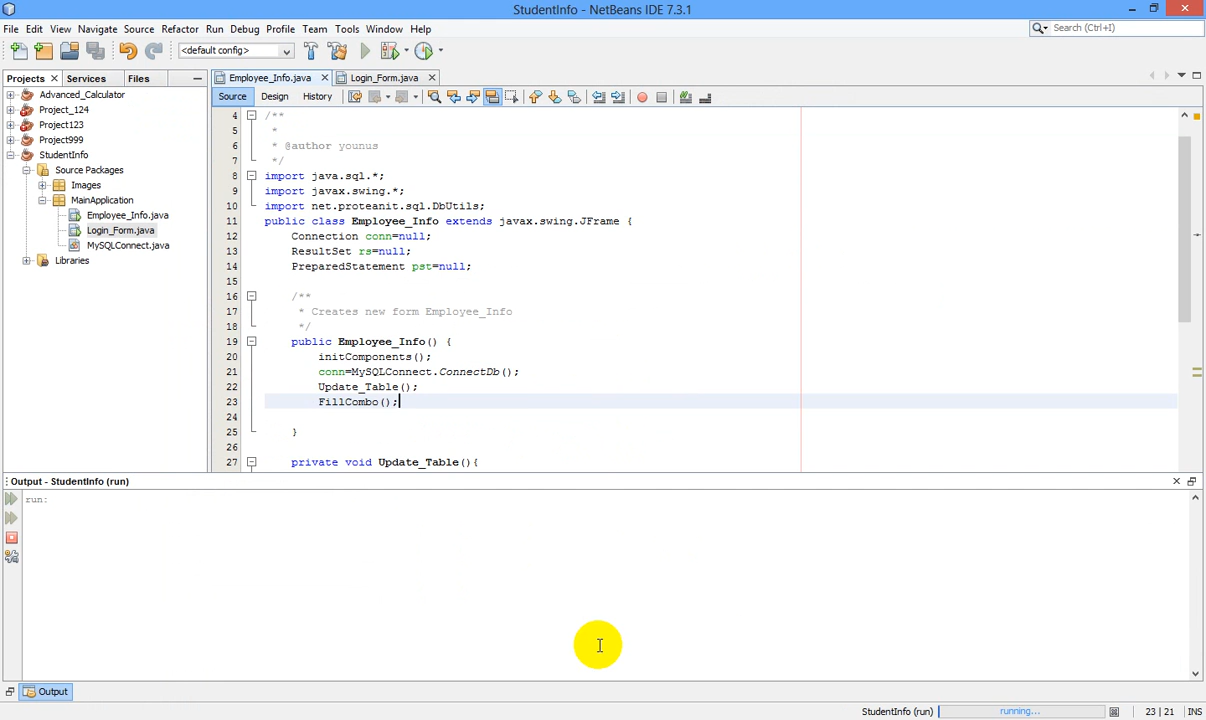 StudentInfo - NetBeans IDE 7.3.1
File Edit View Navigate Source Refactor Run Debug Profile Team Tools Window Help
Search (Ctrl+I)
<default config>
Projects Services Files
Employee_Info.java Login_Form.java
Source Design History
Advanced_Calculator
Project_124
Project123
Project999
StudentInfo
Source Packages
Images
MainApplication
Employee_Info.java
Login_Form.java
MySQLConnect.java
Libraries
4 /**
5 *
6 * @author younus
7 */
8 import java.sql.*;
9 import javax.swing.*;
10 import net.proteanit.sql.DbUtils;
11 public class Employee_Info extends javax.swing.JFrame {
12 Connection conn=null;
13 ResultSet rs=null;
14 PreparedStatement pst=null;
15
16 /**
17 * Creates new form Employee_Info
18 */
19 public Employee_Info() {
20 initComponents();
21 conn=MySQLConnect.ConnectDb();
22 Update_Table();
23 FillCombo();
24
25 }
26
27 private void Update_Table(){
Output - StudentInfo (run)
run:
Output
StudentInfo (run) running... 23 | 21 INS